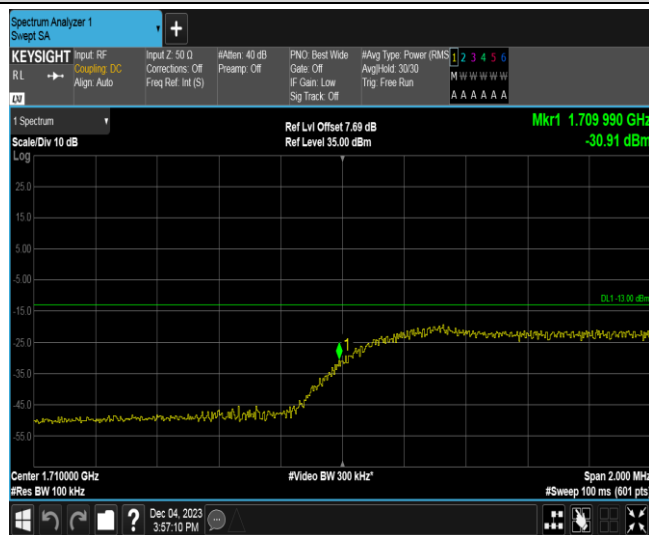 Spectrum Analyzer 1
Swept SA
KEYSIGHT
RL
LXI
Input: RF
Coupling: DC
Align: Auto
Input Z: 50 Ω
Corrections: Off
Freq Ref: Int (S)
#Atten: 40 dB
Preamp: Off
PNO: Best Wide
Gate: Off
IF Gain: Low
Sig Track: Off
#Avg Type: Power (RMS
Avg|Hold: 30/30
Trig: Free Run
1 2 3 4 5 6
M W W W W W
A A A A A A
1 Spectrum
Scale/Div 10 dB
Ref Lvl Offset 7.69 dB
Ref Level 35.00 dBm
Mkr1 1.709 990 GHz
-30.91 dBm
Log
25.0
15.0
5.00
-5.00
DL1 -13.00 dBm
-15.0
1
-25.0
-35.0
-45.0
-55.0
Center 1.710000 GHz
#Video BW 300 kHz*
Span 2.000 MHz
#Res BW 100 kHz
#Sweep 100 ms (601 pts)
?
Dec 04, 2023
3:57:10 PM